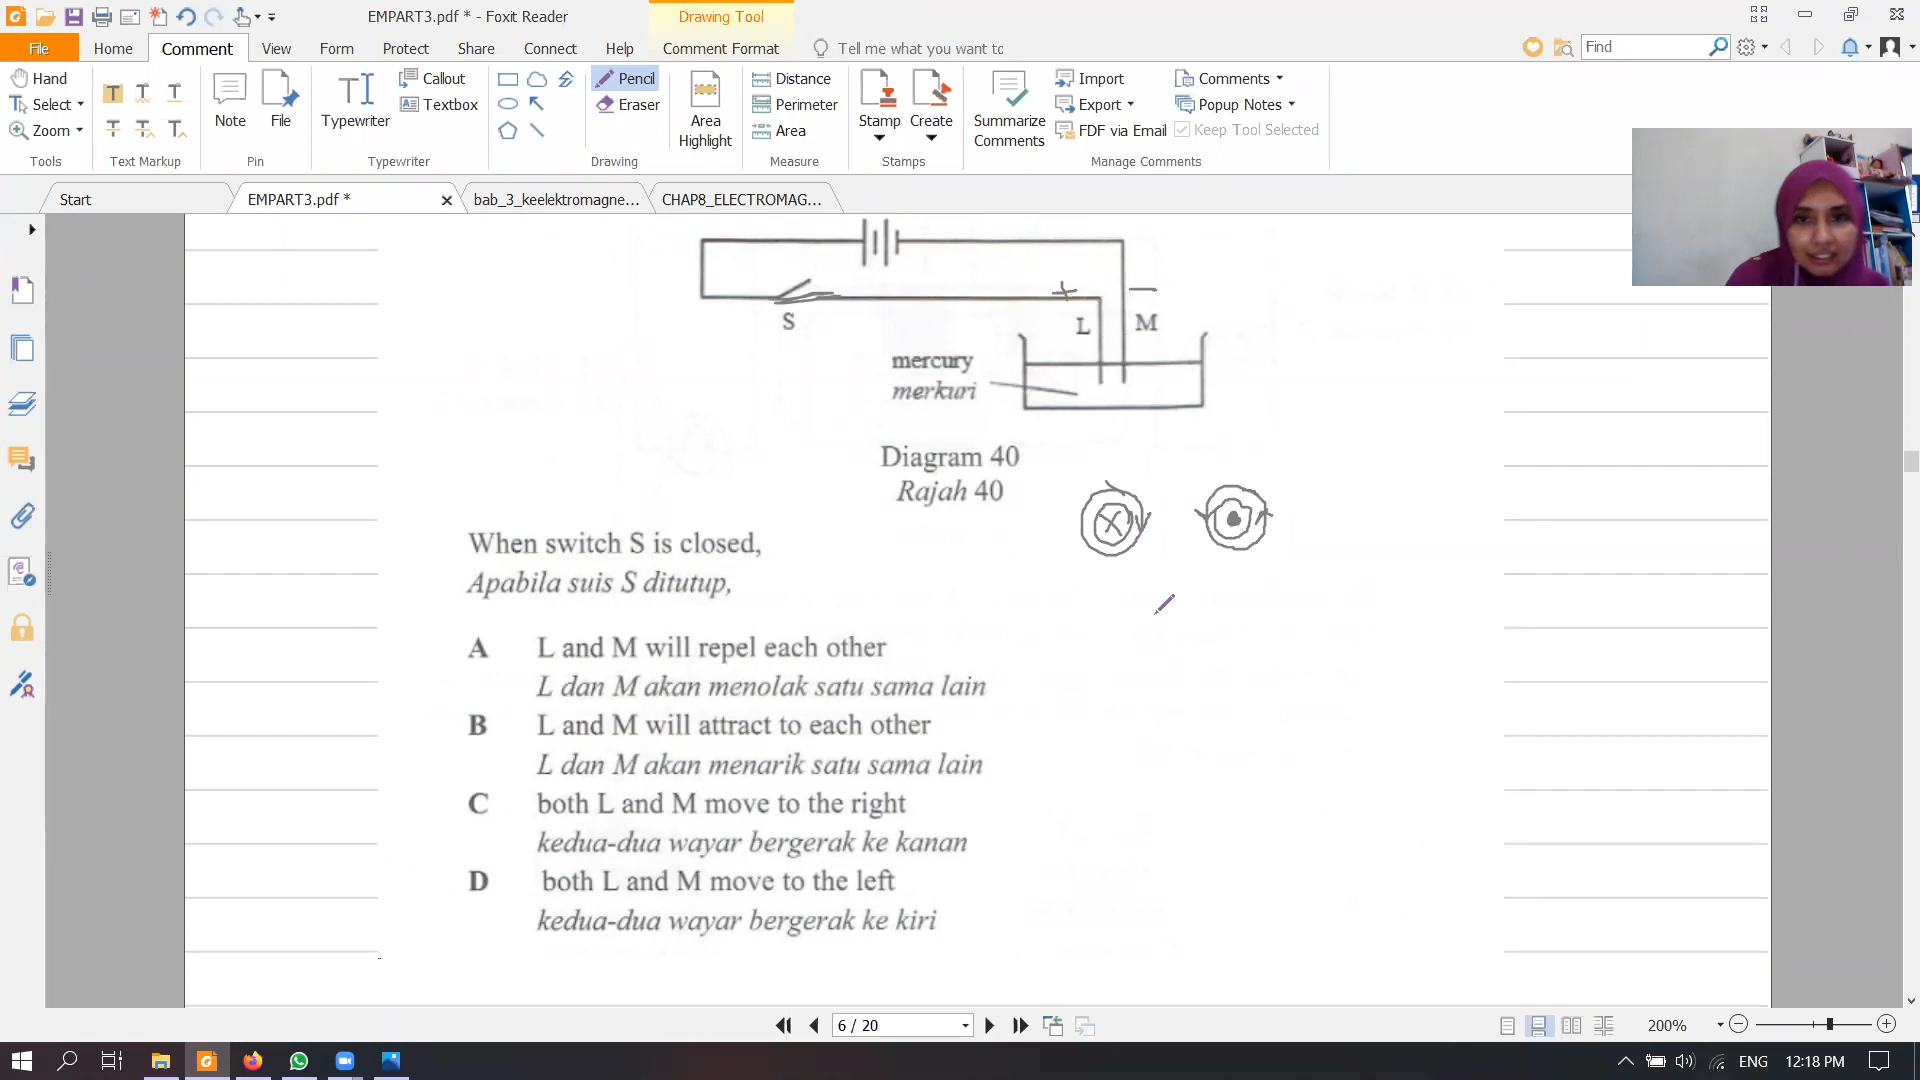 EMPART3.pdf * - Foxit Reader
Drawing Tool
File Home Comment View Form Protect Share Connect Help Comment Format Tell me what you want to Find
Hand
Select
Zoom
Tools
Text Markup
Note
File
Pin
Typewriter
Callout
Textbox
Typewriter
Pencil
Eraser
Drawing
Area
Highlight
Distance
Perimeter
Area
Measure
Stamp
Create
Stamps
Summarize
Comments
Import
Export
FDF via Email
Comments
Popup Notes
Keep Tool Selected
Manage Comments
Start
EMPART3.pdf *
bab_3_keelektromagne...
CHAP8_ELECTROMAG...
+ −
S
L M
mercury
merkuri
Diagram 40
Rajah 40
When switch S is closed,
Apabila suis S ditutup,
A L and M will repel each other
L dan M akan menolak satu sama lain
B L and M will attract to each other
L dan M akan menarik satu sama lain
C both L and M move to the right
kedua-dua wayar bergerak ke kanan
D both L and M move to the left
kedua-dua wayar bergerak ke kiri
6 / 20
200%
ENG 12:18 PM